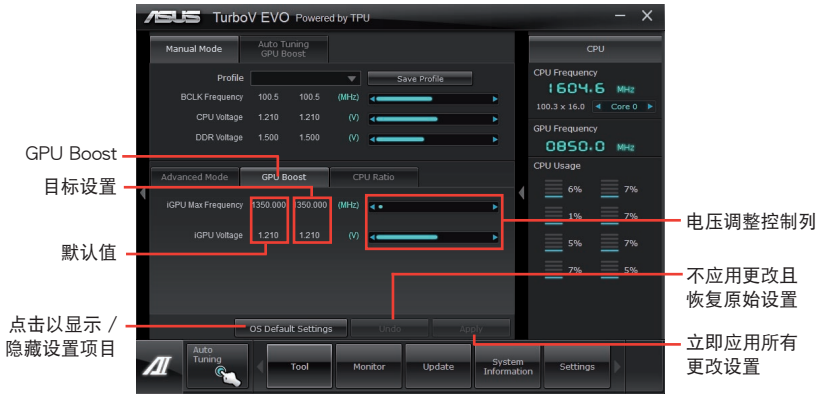 ASUS TurboV EVO Powered by TPU
Manual Mode
Auto Tuning
GPU Boost
Profile
Save Profile
BCLK Frequency 100.5 100.5 (MHz)
CPU Voltage 1.210 1.210 (V)
DDR Voltage 1.500 1.500 (V)
Advanced Mode
GPU Boost
CPU Ratio
iGPU Max Frequency 1350.000 350.000 (MHz)
iGPU Voltage 1.210 1.210 (V)
OS Default Settings
Undo
Apply
CPU
CPU Frequency
1604.6 MHz
100.3 x 16.0 Core 0
GPU Frequency
0850.0 MHz
CPU Usage
6% 7%
1% 7%
5% 7%
7% 5%
AI
Auto
Tuning
Tool
Monitor
Update
System
Information
Settings
GPU Boost
目标设置
默认值
点击以显示 /
隐藏设置项目
电压调整控制列
不应用更改且
恢复原始设置
立即应用所有
更改设置